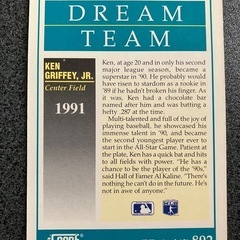 DREAM
TEAM
KEN
GRIFFEY, JR.
Center Field
1991
Ken, at age 20 and in only his second
major league season, became a
superstar in '90. He probably would
have risen to stardom as a rookie in
'89 if he hadn't broken his finger. As
it was, Ken had a chocolate bar
named after him and was batting a
hefty .287 at the time.
Multi-talented and full of the joy of
playing baseball, he showcased his
immense talent in '90, and became
the second youngest player ever to
start in the All-Star Game. Patient at
the plate, Ken has a quick bat and hits
to all fields with power. "He has a
chance to be the player of the '90s,"
said Hall of Famer Al Kaline. "There's
nothing he can't do in the future. He's
not going to be denied."
SCORE
892